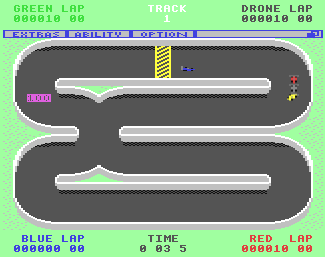 GREEN LAP TRACK DRONE LAP
000010 00 1 000010 00
EXTRAS ABILITY OPTION
1000
BLUE LAP TIME RED LAP
000000 00 0 03 5 000010 00